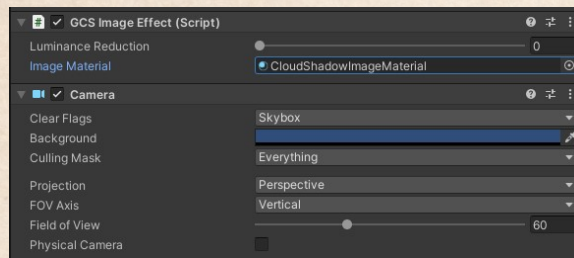 GCS Image Effect (Script)
Luminance Reduction 0
Image Material CloudShadowImageMaterial
Camera
Clear Flags Skybox
Background
Culling Mask Everything
Projection Perspective
FOV Axis Vertical
Field of View 60
Physical Camera